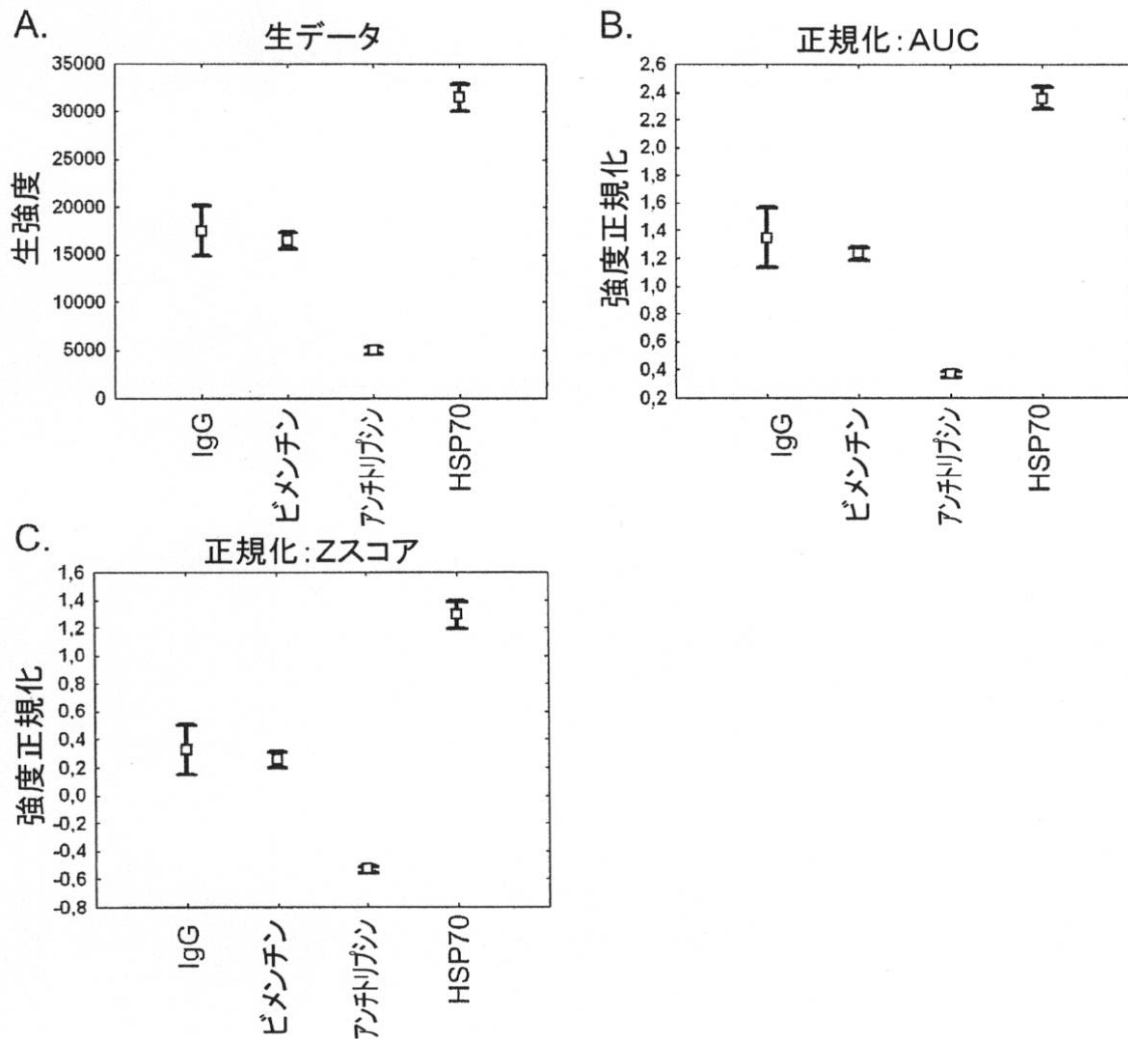 A.
生データ
生強度
35000
30000
25000
20000
15000
10000
5000
0
IgG
ビメンチン
アンチトリプシン
HSP70
B.
正規化:AUC
強度正規化
2,6
2,4
2,2
2,0
1,8
1,6
1,4
1,2
1,0
0,8
0,6
0,4
0,2
IgG
ビメンチン
アンチトリプシン
HSP70
C.
正規化:Zスコア
強度正規化
1,6
1,4
1,2
1,0
0,8
0,6
0,4
0,2
0,0
-0,2
-0,4
-0,6
-0,8
IgG
ビメンチン
アンチトリプシン
HSP70